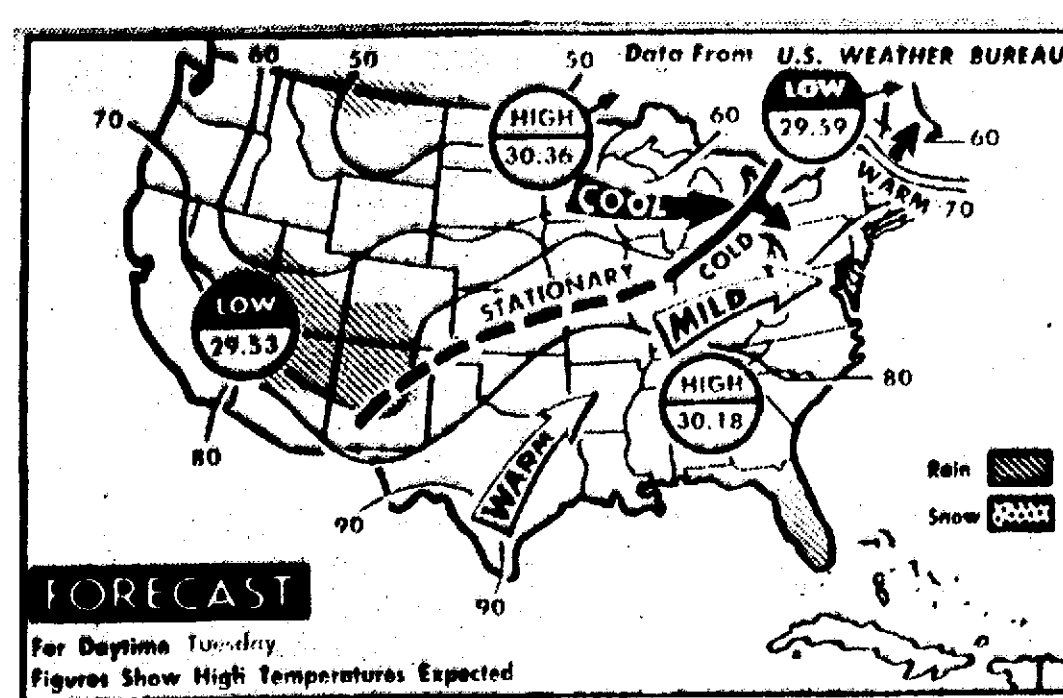 Data From U.S. WEATHER BUREAU
60
50
50
LOW
29.59
HIGH
30.36
70
60
60
COOL
WARM
70
COLD
STATIONARY
MILD
LOW
29.53
HIGH
30.18
80
80
WARM
90
90
Rain
Snow
FORECAST
For Daytime Tuesday
Figures Show High Temperatures Expected